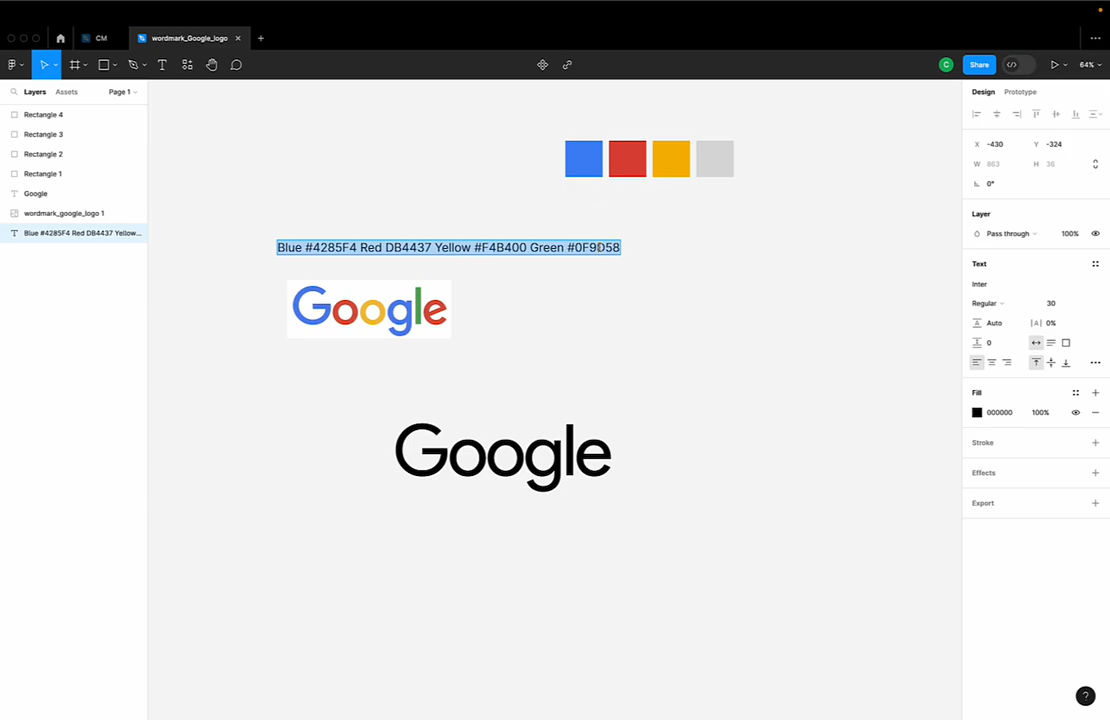 CM
wordmark_Google_logo
C
Share
64%
Layers
Assets
Page 1
Design
Prototype
Rectangle 4
Rectangle 3
Rectangle 2
Rectangle 1
Google
wordmark_google_logo 1
Blue #4285F4 Red DB4437 Yellow...
Blue #4285F4 Red DB4437 Yellow #F4B400 Green #0F9D58
Google
Google
X -430 Y -324
W 863 H 36
0°
Layer
Pass through 100%
Text
Inter
Regular 30
Auto |A| 0%
0
Fill
000000 100%
Stroke
Effects
Export
?